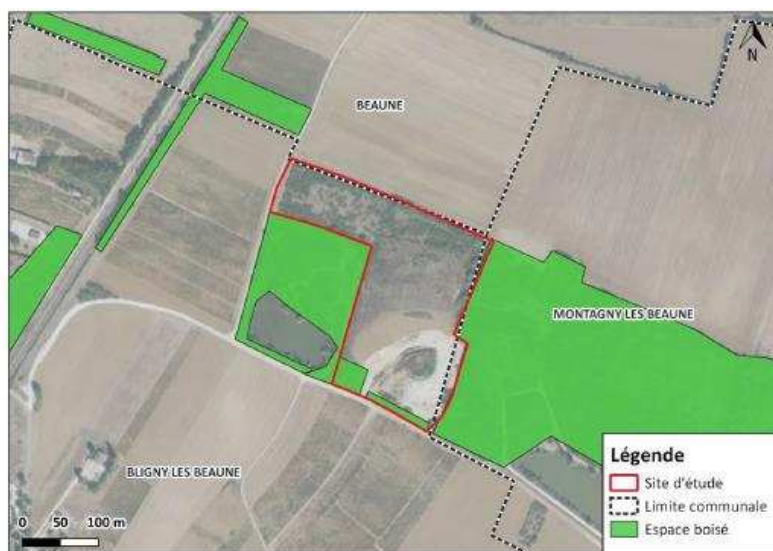 N
BEAUNE
MONTAGNY LES BEAUNE
BLIGNY LES BEAUNE
Légende
Site d'étude
Limite communale
Espace boisé
0 50 100 m